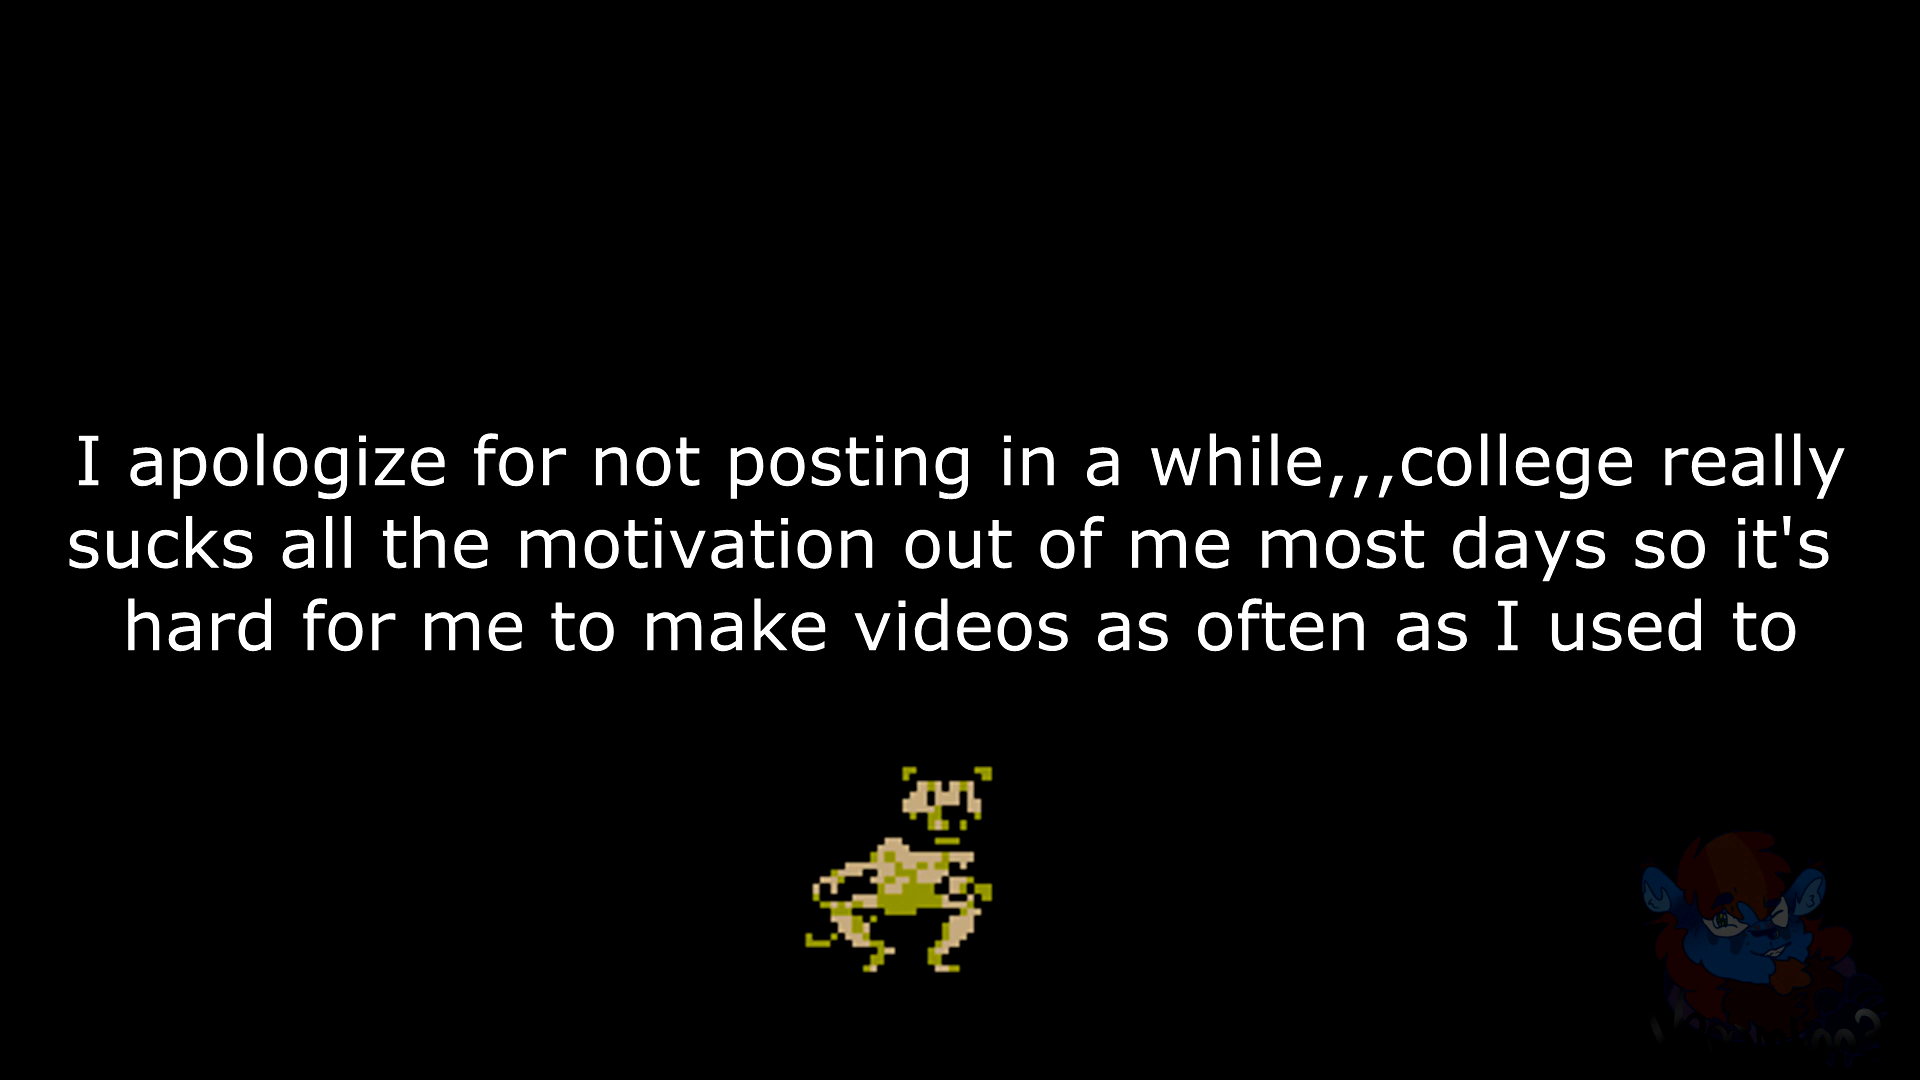 I apologize for not posting in a while,,,college really
sucks all the motivation out of me most days so it's
hard for me to make videos as often as I used to